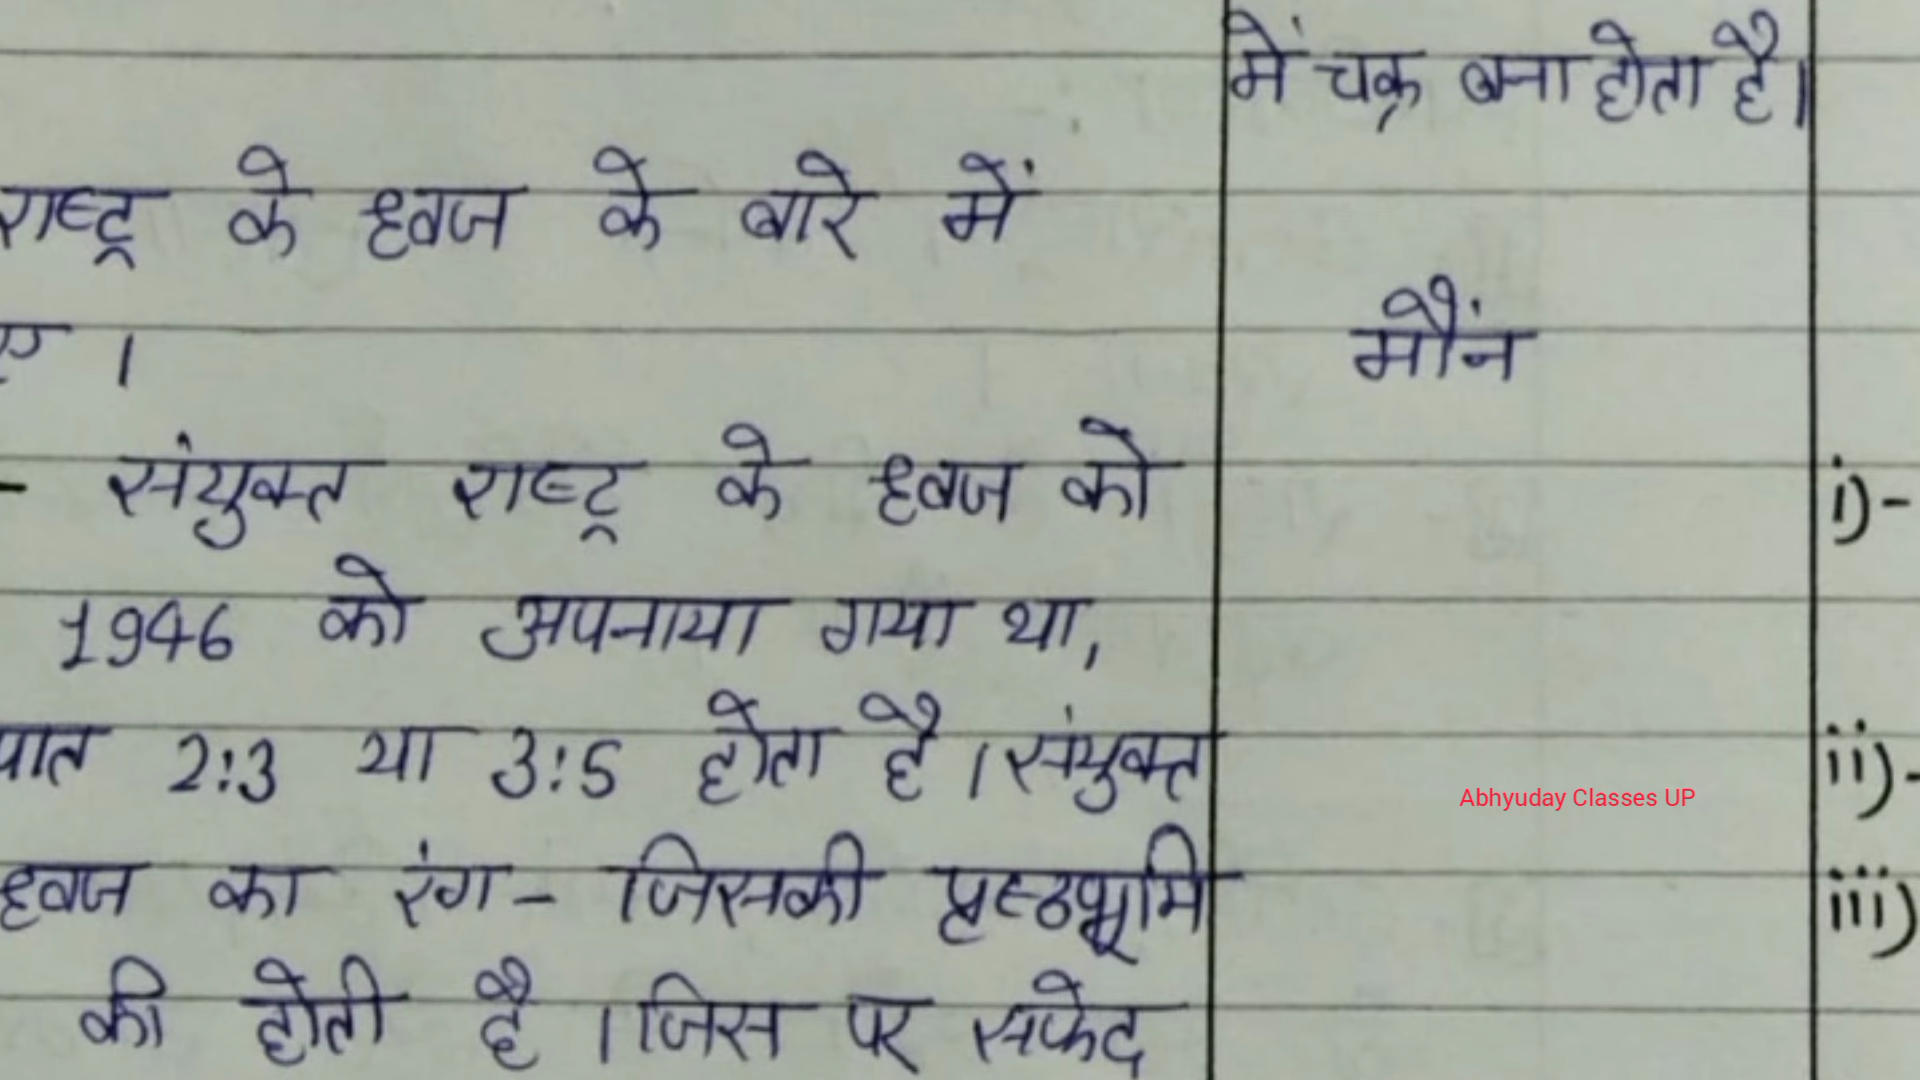 में चक्र बना होता है।
राष्ट्र के ध्वज के बारे में
।
मौंन
- संयुक्त राष्ट्र के ध्वज को
i)-
1946 को अपनाया गया था,
पात 2:3 या 3:5 होता है। संयुक्त
ii)-
Abhyuday Classes UP
ध्वज का रंग- जिसकी पृष्ठभूमि
iii)
की होती है। जिस पर सफेद